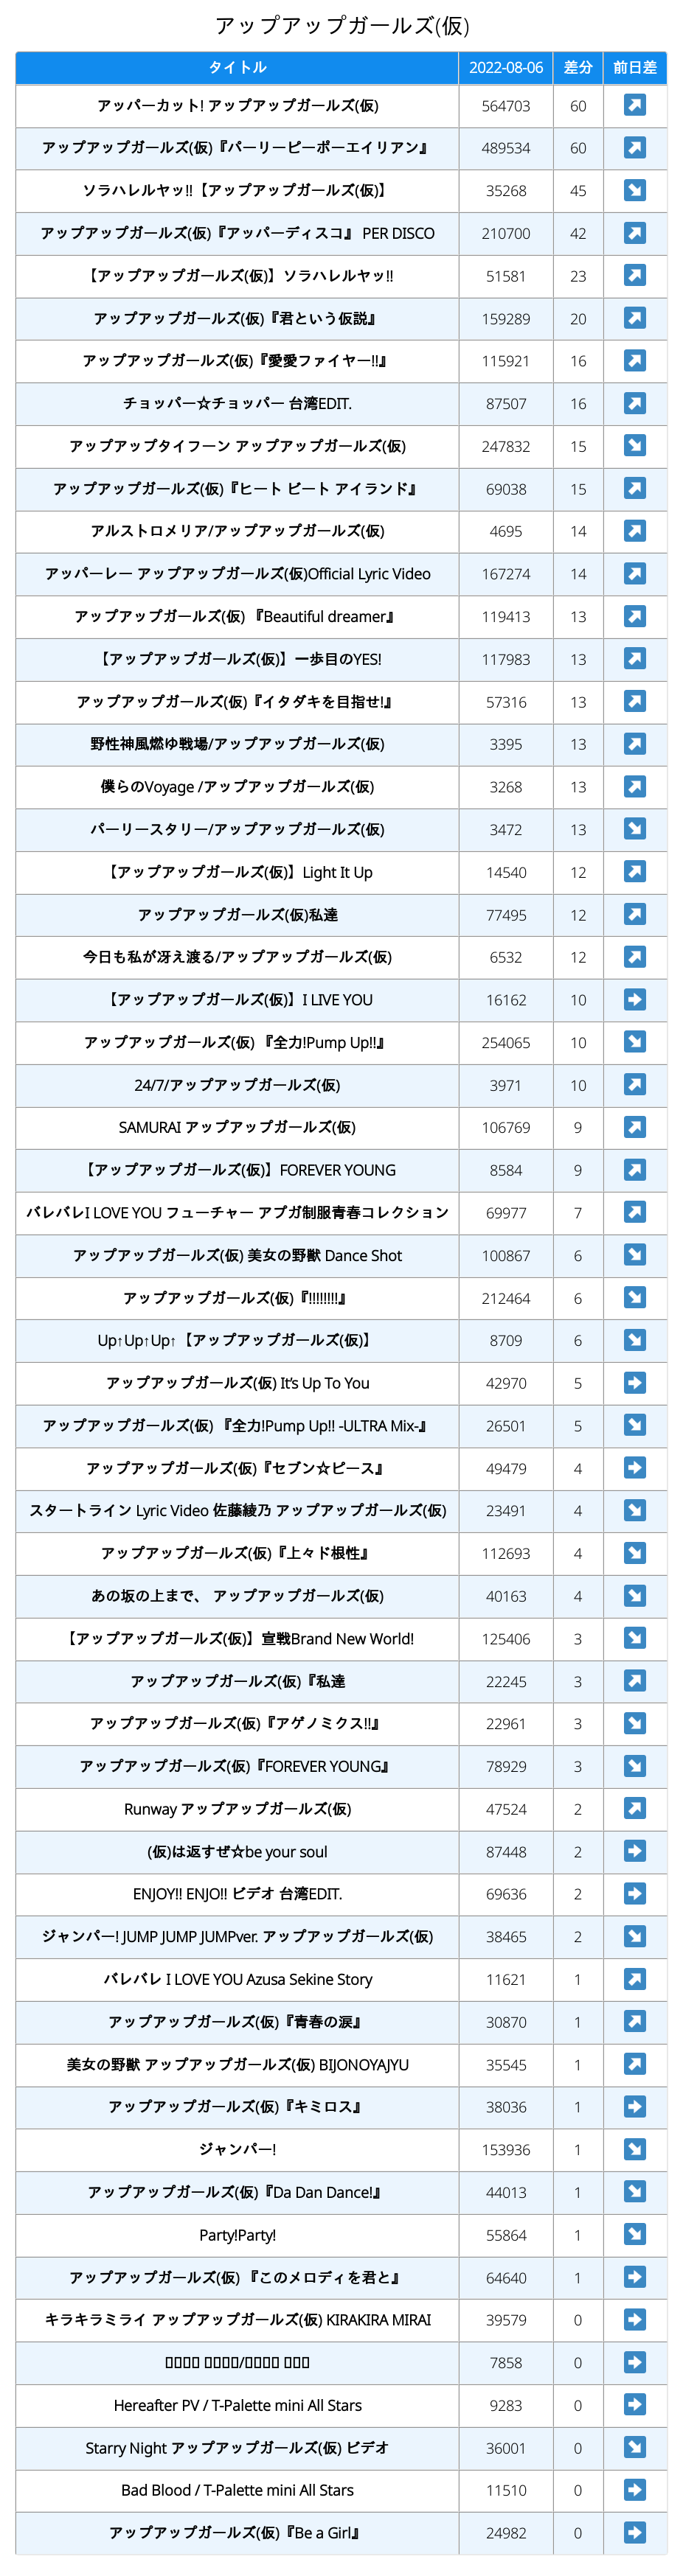 アップアップガールズ(仮)
タイトル 2022-08-06 差分 前日差
アッパーカット! アップアップガールズ(仮) 564703 60 ↗
アップアップガールズ(仮)『パーリーピーポーエイリアン』 489534 60 ↗
ソラハレルヤッ!!【アップアップガールズ(仮)】 35268 45 ↘
アップアップガールズ(仮)『アッパーディスコ』 PER DISCO 210700 42 ↗
【アップアップガールズ(仮)】ソラハレルヤッ!! 51581 23 ↗
アップアップガールズ(仮)『君という仮説』 159289 20 ↗
アップアップガールズ(仮)『愛愛ファイヤー!!』 115921 16 ↗
チョッパー☆チョッパー 台湾EDIT. 87507 16 ↗
アップアップタイフーン アップアップガールズ(仮) 247832 15 ↘
アップアップガールズ(仮)『ヒート ビート アイランド』 69038 15 ↗
アルストロメリア/アップアップガールズ(仮) 4695 14 ↗
アッパーレー アップアップガールズ(仮)Official Lyric Video 167274 14 ↗
アップアップガールズ(仮) 『Beautiful dreamer』 119413 13 ↗
【アップアップガールズ(仮)】一歩目のYES! 117983 13 ↗
アップアップガールズ(仮)『イタダキを目指せ!』 57316 13 ↗
野性神風燃ゆ戦場/アップアップガールズ(仮) 3395 13 ↗
僕らのVoyage /アップアップガールズ(仮) 3268 13 ↗
パーリースタリー/アップアップガールズ(仮) 3472 13 ↘
【アップアップガールズ(仮)】Light It Up 14540 12 ↗
アップアップガールズ(仮)私達 77495 12 ↗
今日も私が冴え渡る/アップアップガールズ(仮) 6532 12 ↗
【アップアップガールズ(仮)】I LIVE YOU 16162 10 ➡
アップアップガールズ(仮) 『全力!Pump Up!!』 254065 10 ↘
24/7/アップアップガールズ(仮) 3971 10 ↗
SAMURAI アップアップガールズ(仮) 106769 9 ↗
【アップアップガールズ(仮)】FOREVER YOUNG 8584 9 ↗
バレバレI LOVE YOU フューチャー アプガ制服青春コレクション 69977 7 ↗
アップアップガールズ(仮) 美女の野獣 Dance Shot 100867 6 ↘
アップアップガールズ(仮)『!!!!!!!!』 212464 6 ↘
Up↑Up↑Up↑【アップアップガールズ(仮)】 8709 6 ↘
アップアップガールズ(仮) It’s Up To You 42970 5 ➡
アップアップガールズ(仮) 『全力!Pump Up!! -ULTRA Mix-』 26501 5 ↘
アップアップガールズ(仮)『セブン☆ピース』 49479 4 ➡
スタートライン Lyric Video 佐藤綾乃 アップアップガールズ(仮) 23491 4 ↘
アップアップガールズ(仮)『上々ド根性』 112693 4 ↘
あの坂の上まで、 アップアップガールズ(仮) 40163 4 ↘
【アップアップガールズ(仮)】宣戦Brand New World! 125406 3 ↘
アップアップガールズ(仮)『私達 22245 3 ↗
アップアップガールズ(仮)『アゲノミクス!!』 22961 3 ↘
アップアップガールズ(仮)『FOREVER YOUNG』 78929 3 ↘
Runway アップアップガールズ(仮) 47524 2 ↗
(仮)は返すぜ☆be your soul 87448 2 ➡
ENJOY!! ENJO!! ビデオ 台湾EDIT. 69636 2 ➡
ジャンパー! JUMP JUMP JUMPver. アップアップガールズ(仮) 38465 2 ↘
バレバレ I LOVE YOU Azusa Sekine Story 11621 1 ↗
アップアップガールズ(仮)『青春の涙』 30870 1 ↗
美女の野獣 アップアップガールズ(仮) BIJONOYAJYU 35545 1 ↗
アップアップガールズ(仮)『キミロス』 38036 1 ➡
ジャンパー! 153936 1 ↘
アップアップガールズ(仮)『Da Dan Dance!』 44013 1 ↘
Party!Party! 55864 1 ↘
アップアップガールズ(仮) 『このメロディを君と』 64640 1 ➡
キラキラミライ アップアップガールズ(仮) KIRAKIRA MIRAI 39579 0 ➡
/ 7858 0 ➡
Hereafter PV / T-Palette mini All Stars 9283 0 ➡
Starry Night アップアップガールズ(仮) ビデオ 36001 0 ↘
Bad Blood / T-Palette mini All Stars 11510 0 ➡
アップアップガールズ(仮)『Be a Girl』 24982 0 ➡